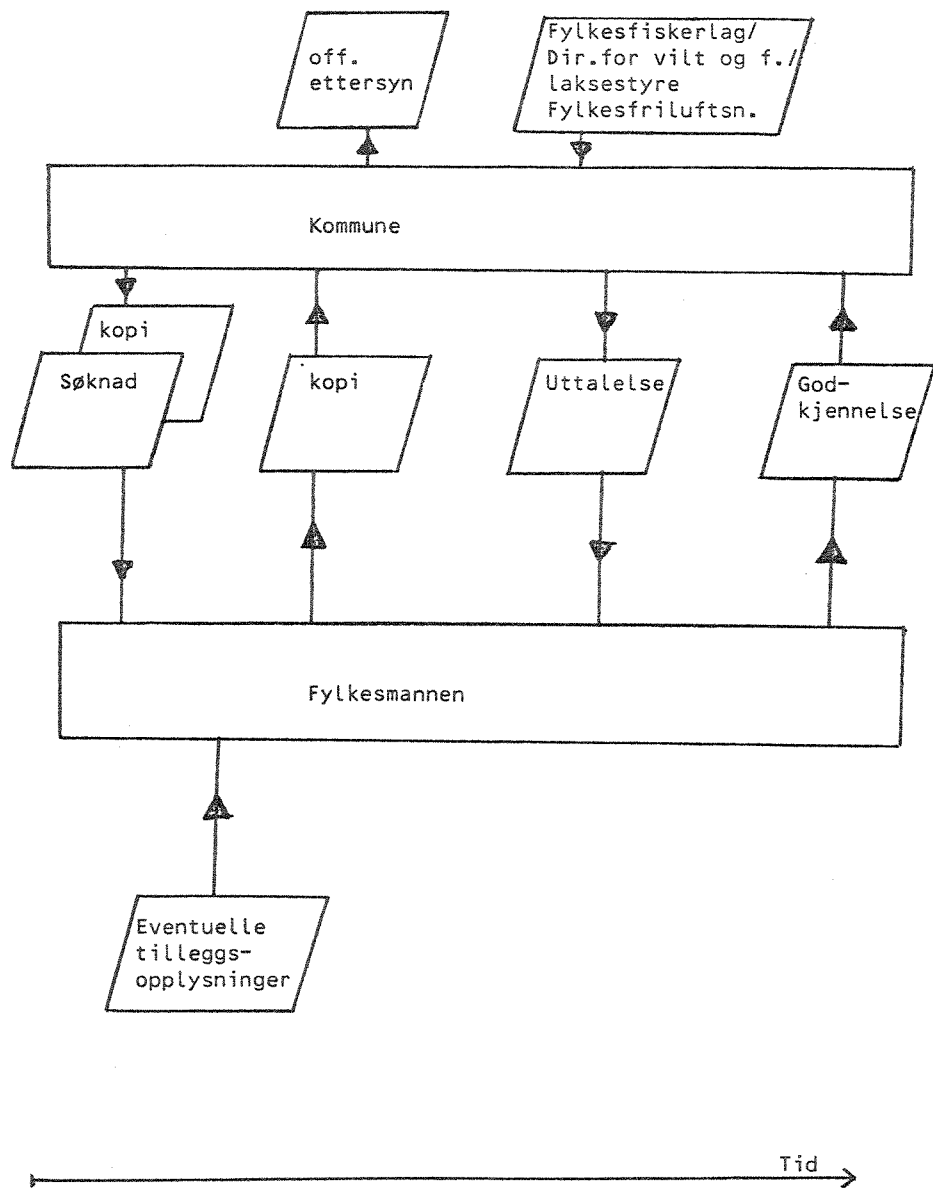 off.
ettersyn
Fylkesfiskerlag/
Dir.for vilt og f./
laksestyre
Fylkesfriluftsn.
Kommune
kopi
Søknad
kopi
Uttalelse
God-
kjennelse
Fylkesmannen
Eventuelle
tilleggs-
opplysninger
Tid